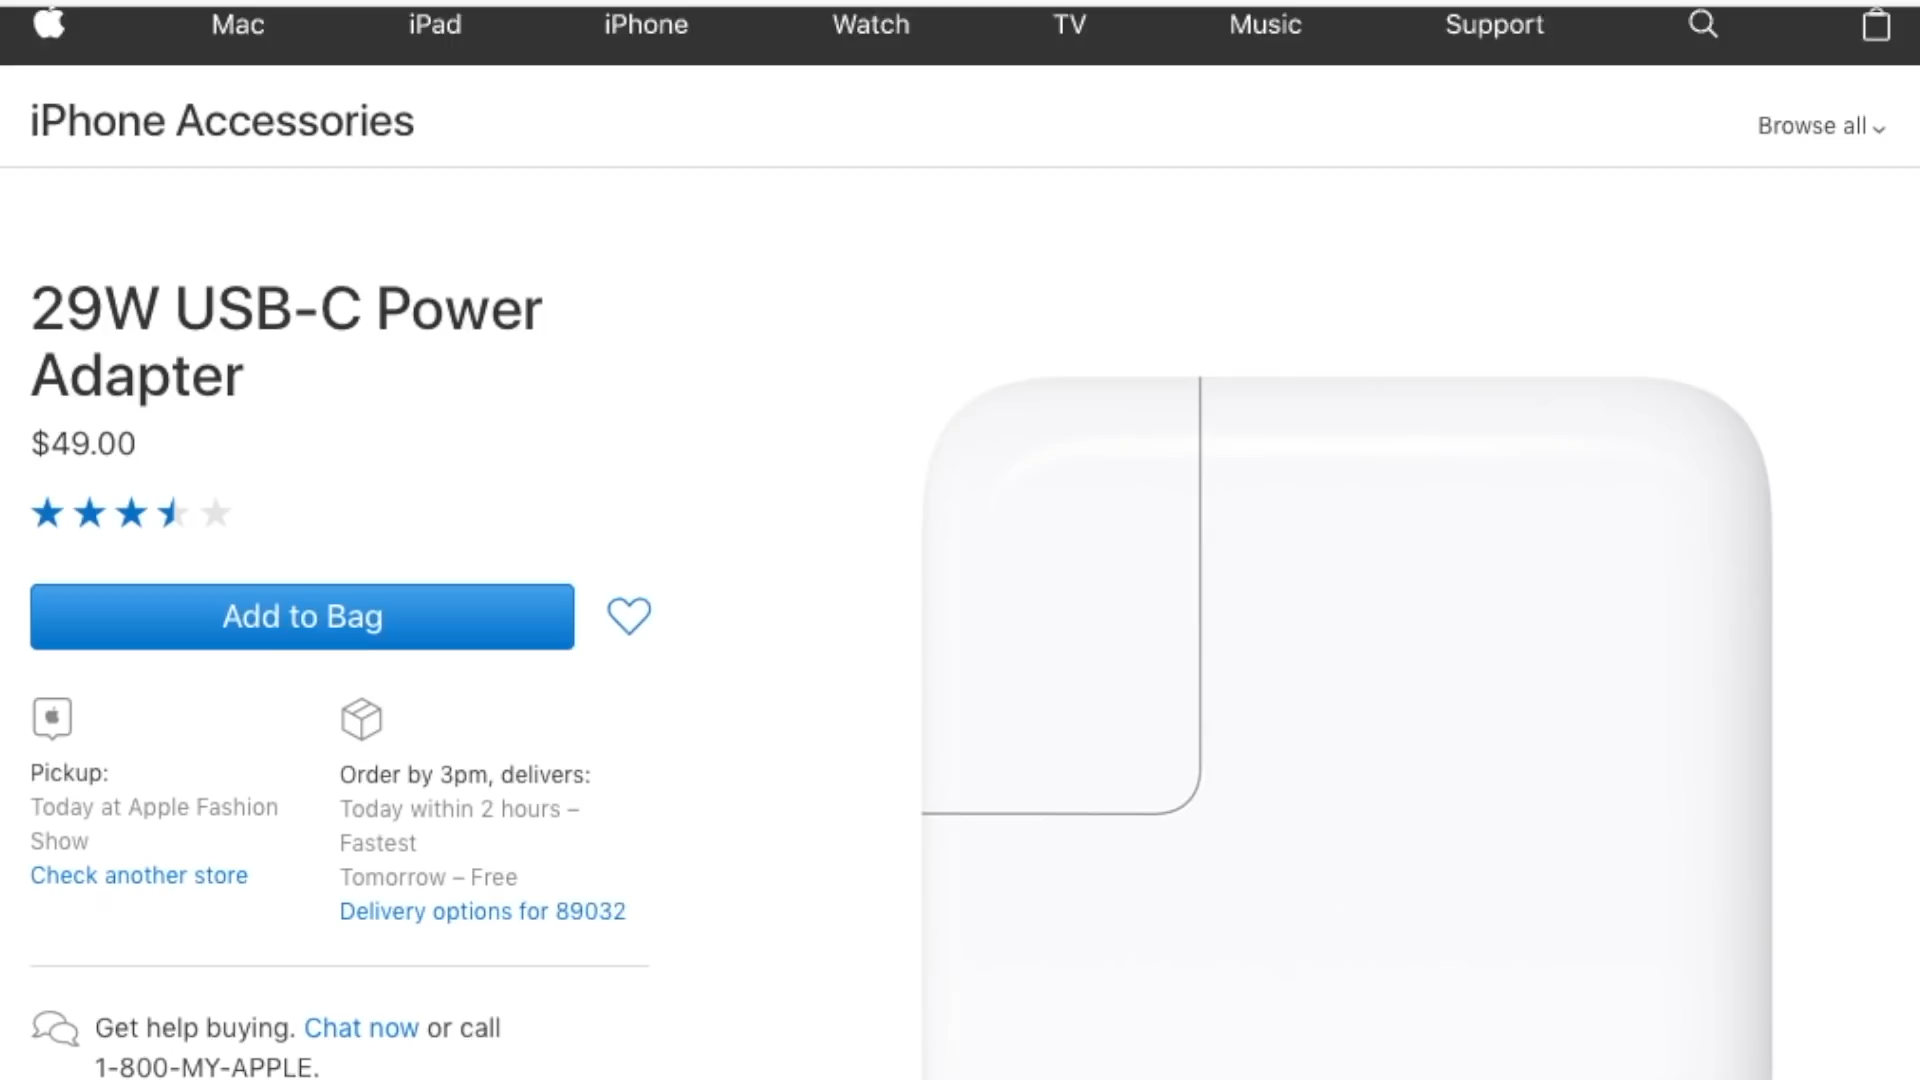 Mac iPad iPhone Watch TV Music Support
iPhone Accessories
Browse all
29W USB-C Power
Adapter
$49.00
Add to Bag
Pickup:
Today at Apple Fashion
Show
Check another store
Order by 3pm, delivers:
Today within 2 hours –
Fastest
Tomorrow – Free
Delivery options for 89032
Get help buying. Chat now or call
1-800-MY-APPLE.